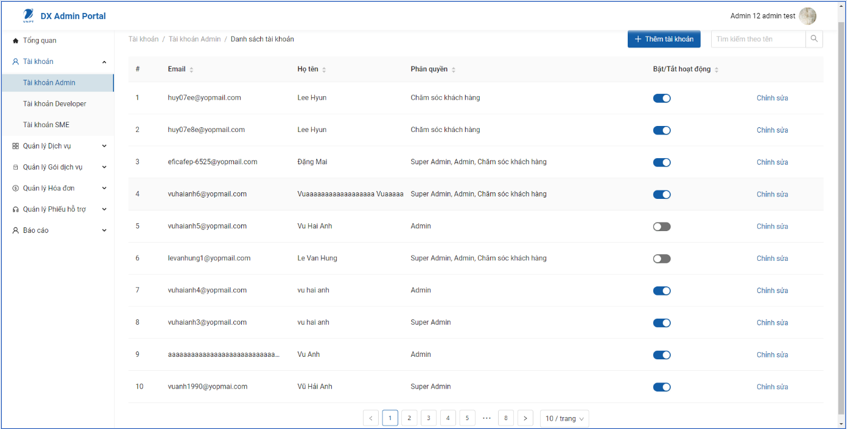 VNPT
DX Admin Portal
Admin 12 admin test
Tổng quan
Tài khoản
Tài khoản Admin
Tài khoản Developer
Tài khoản SME
Quản lý Dịch vụ
Quản lý Gói dịch vụ
Quản lý Hóa đơn
Quản lý Phiếu hỗ trợ
Báo cáo
Tài khoản / Tài khoản Admin / Danh sách tài khoản
+ Thêm tài khoản
Tìm kiếm theo tên
# Email Họ tên Phân quyền Bật/Tắt hoạt động
1 huy07ee@yopmail.com Lee Hyun Chăm sóc khách hàng Chỉnh sửa
2 huy07e8e@yopmail.com Lee Hyun Chăm sóc khách hàng Chỉnh sửa
3 eficafep-6525@yopmail.com Đặng Mai Super Admin, Admin, Chăm sóc khách hàng Chỉnh sửa
4 vuhaianh6@yopmail.com Vuaaaaaaaaaaaaaaaaaa Vuaaaaa Super Admin, Admin, Chăm sóc khách hàng Chỉnh sửa
5 vuhaianh5@yopmail.com Vu Hai Anh Admin Chỉnh sửa
6 levanhung1@yopmail.com Le Van Hung Super Admin, Admin, Chăm sóc khách hàng Chỉnh sửa
7 vuhaianh4@yopmail.com vu hai anh Admin Chỉnh sửa
8 vuhaianh3@yopmail.com vu hai anh Super Admin Chỉnh sửa
9 aaaaaaaaaaaaaaaaaaaaaaaaaaaa... Vu Anh Admin Chỉnh sửa
10 vuanh1990@yopmai.com Vũ Hải Anh Super Admin Chỉnh sửa
< 1 2 3 4 5 ••• 8 > 10 / trang